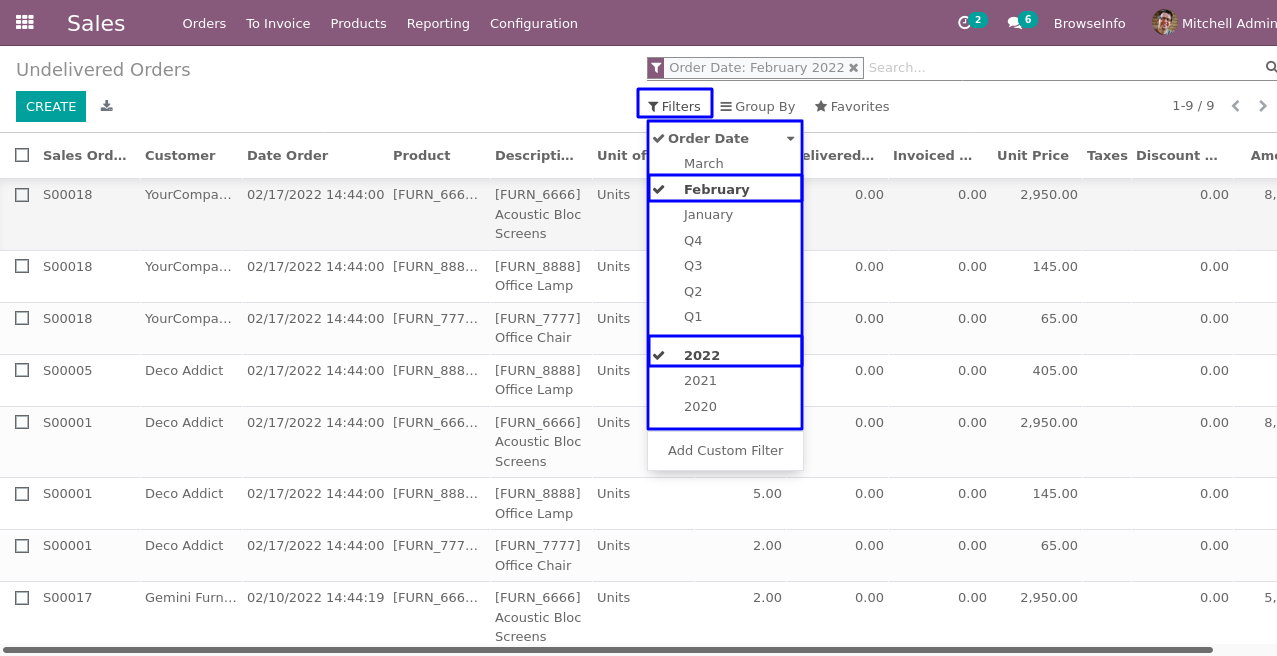 Sales Orders To Invoice Products Reporting Configuration 2 6 BrowseInfo Mitchell Admin
Undelivered Orders Order Date: February 2022 Search...
CREATE Filters Group By Favorites 1-9 / 9
Order Date
March
February
January
Q4
Q3
Q2
Q1
2022
2021
2020
Add Custom Filter
Sales Ord... Customer Date Order Product Descripti... Unit of elivered... Invoiced ... Unit Price Taxes Discount ... Am
S00018 YourCompa... 02/17/2022 14:44:00 [FURN_666... [FURN_6666] Units 0.00 0.00 2,950.00 0.00 8,
Acoustic Bloc
Screens
S00018 YourCompa... 02/17/2022 14:44:00 [FURN_888... [FURN_8888] Units 0.00 0.00 145.00 0.00
Office Lamp
S00018 YourCompa... 02/17/2022 14:44:00 [FURN_777... [FURN_7777] Units 0.00 0.00 65.00 0.00
Office Chair
S00005 Deco Addict 02/17/2022 14:44:00 [FURN_888... [FURN_8888] Units 0.00 0.00 405.00 0.00
Office Lamp
S00001 Deco Addict 02/17/2022 14:44:00 [FURN_666... [FURN_6666] Units 0.00 0.00 2,950.00 0.00 8,
Acoustic Bloc
Screens
S00001 Deco Addict 02/17/2022 14:44:00 [FURN_888... [FURN_8888] Units 5.00 0.00 0.00 145.00 0.00
Office Lamp
S00001 Deco Addict 02/17/2022 14:44:00 [FURN_777... [FURN_7777] Units 2.00 0.00 0.00 65.00 0.00
Office Chair
S00017 Gemini Furn... 02/10/2022 14:44:19 [FURN_666... [FURN_6666] Units 2.00 0.00 0.00 2,950.00 0.00 5,
Acoustic Bloc
Screens